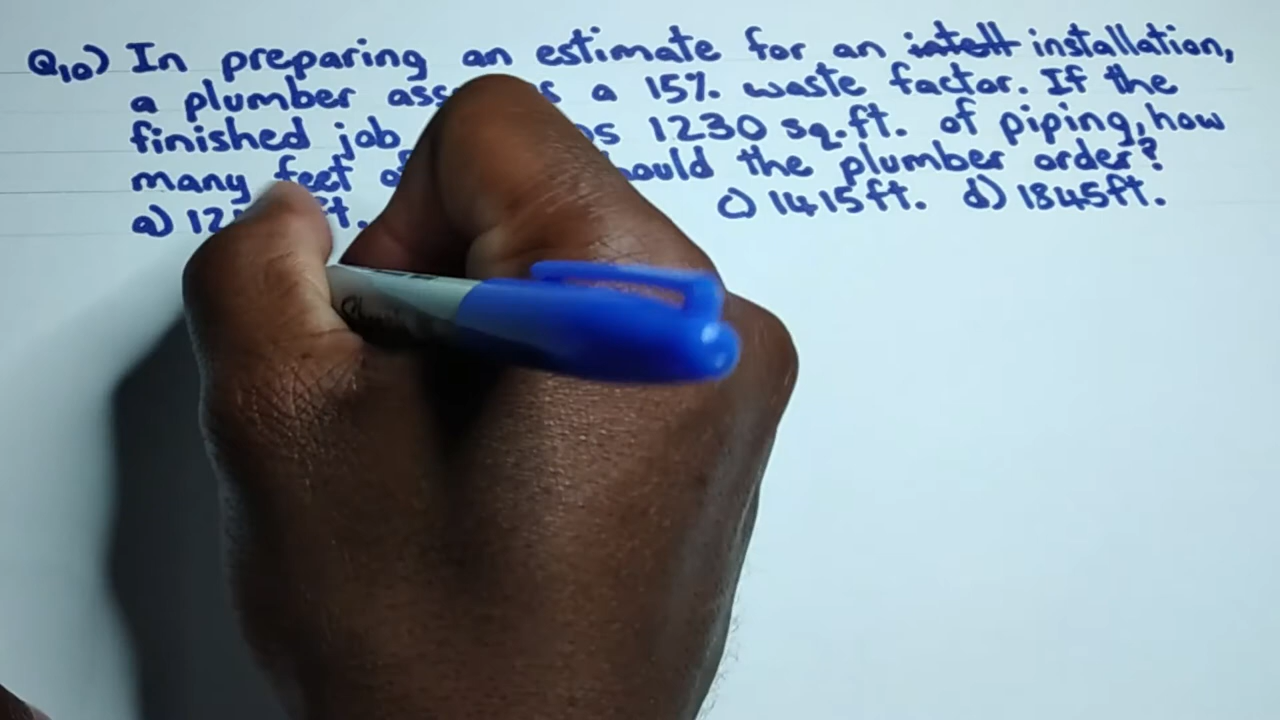 Q10) In preparing an estimate for an installation,
a plumber a 15% waste factor. If the
finished job 1230 sq.ft. of piping, how
many feet the plumber order?
a) c) 1415ft. d) 1845ft.